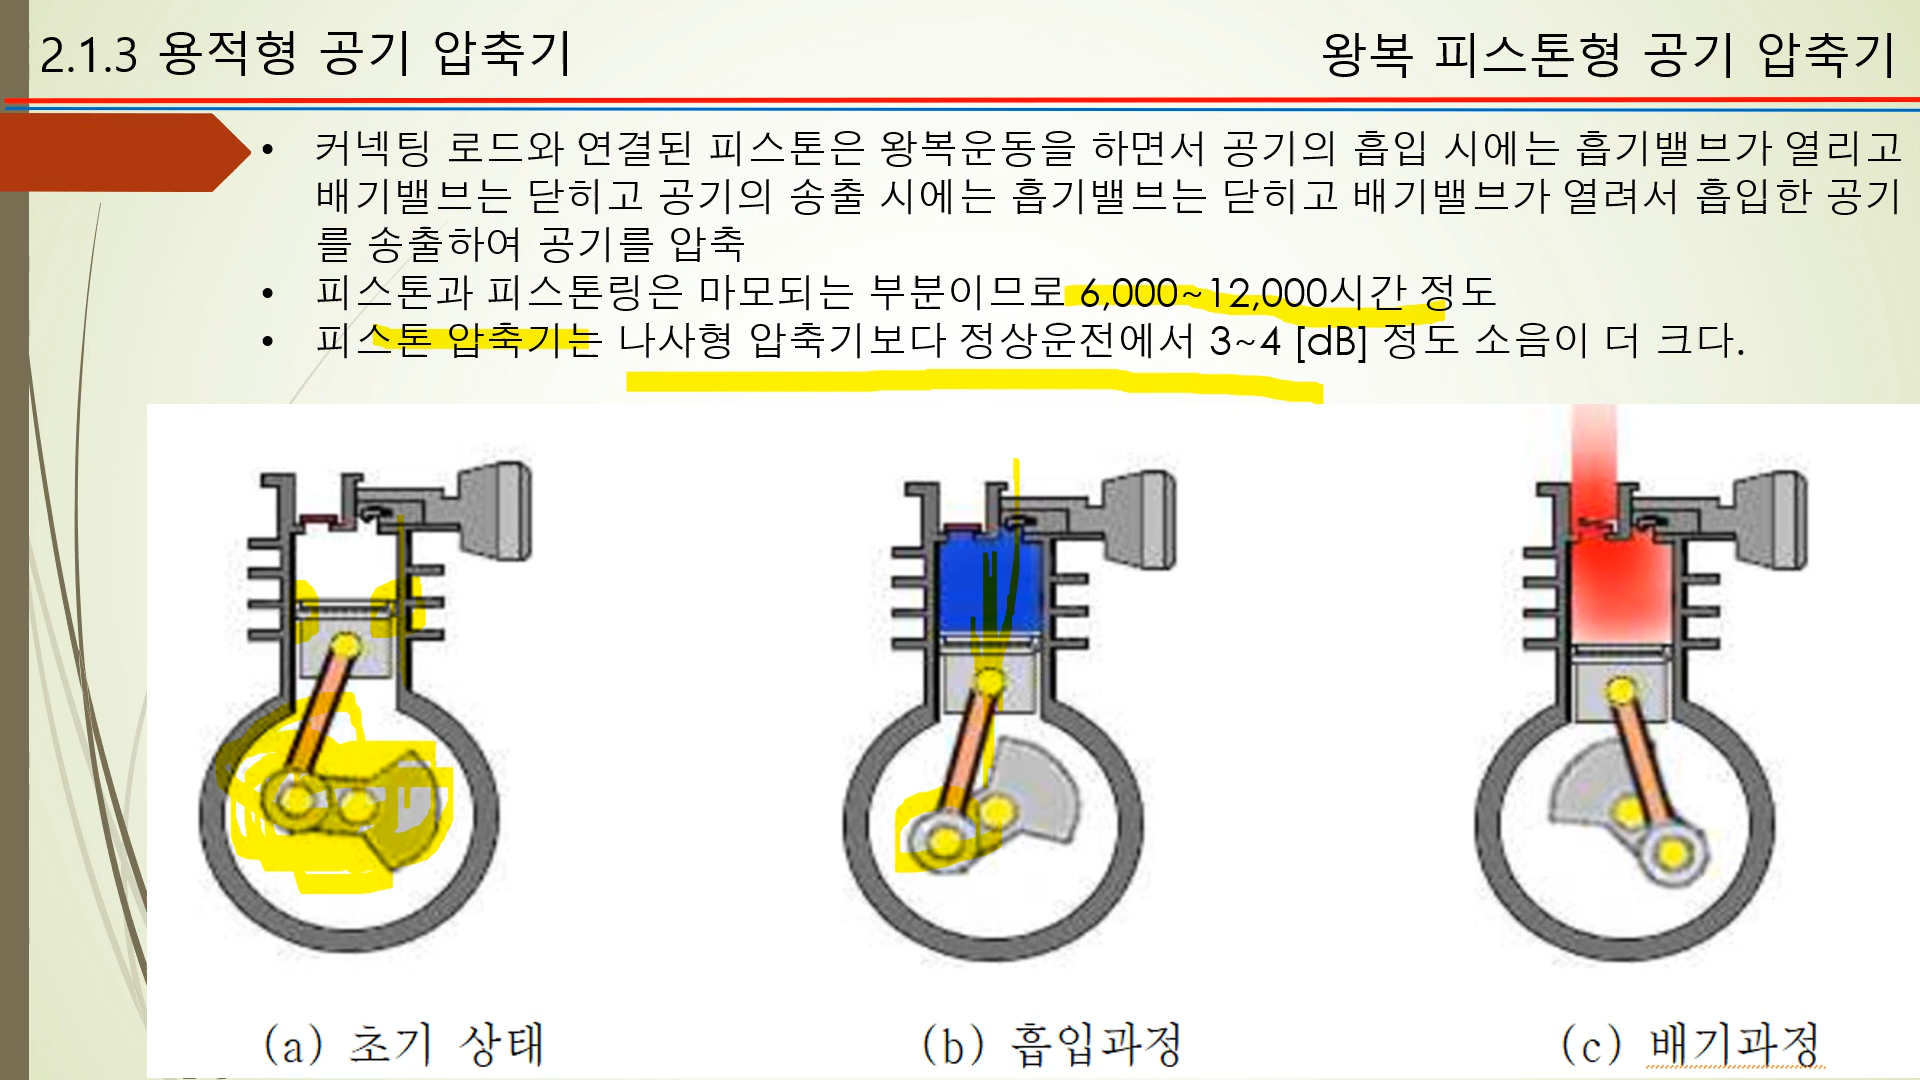 2.1.3 용적형 공기 압축기
왕복 피스톤형 공기 압축기
• 커넥팅 로드와 연결된 피스톤은 왕복운동을 하면서 공기의 흡입 시에는 흡기밸브가 열리고
배기밸브는 닫히고 공기의 송출 시에는 흡기밸브는 닫히고 배기밸브가 열려서 흡입한 공기
를 송출하여 공기를 압축
• 피스톤과 피스톤링은 마모되는 부분이므로 6,000~12,000시간 정도
• 피스톤 압축기는 나사형 압축기보다 정상운전에서 3~4 [dB] 정도 소음이 더 크다.
(a) 초기 상태
(b) 흡입과정
(c) 배기과정